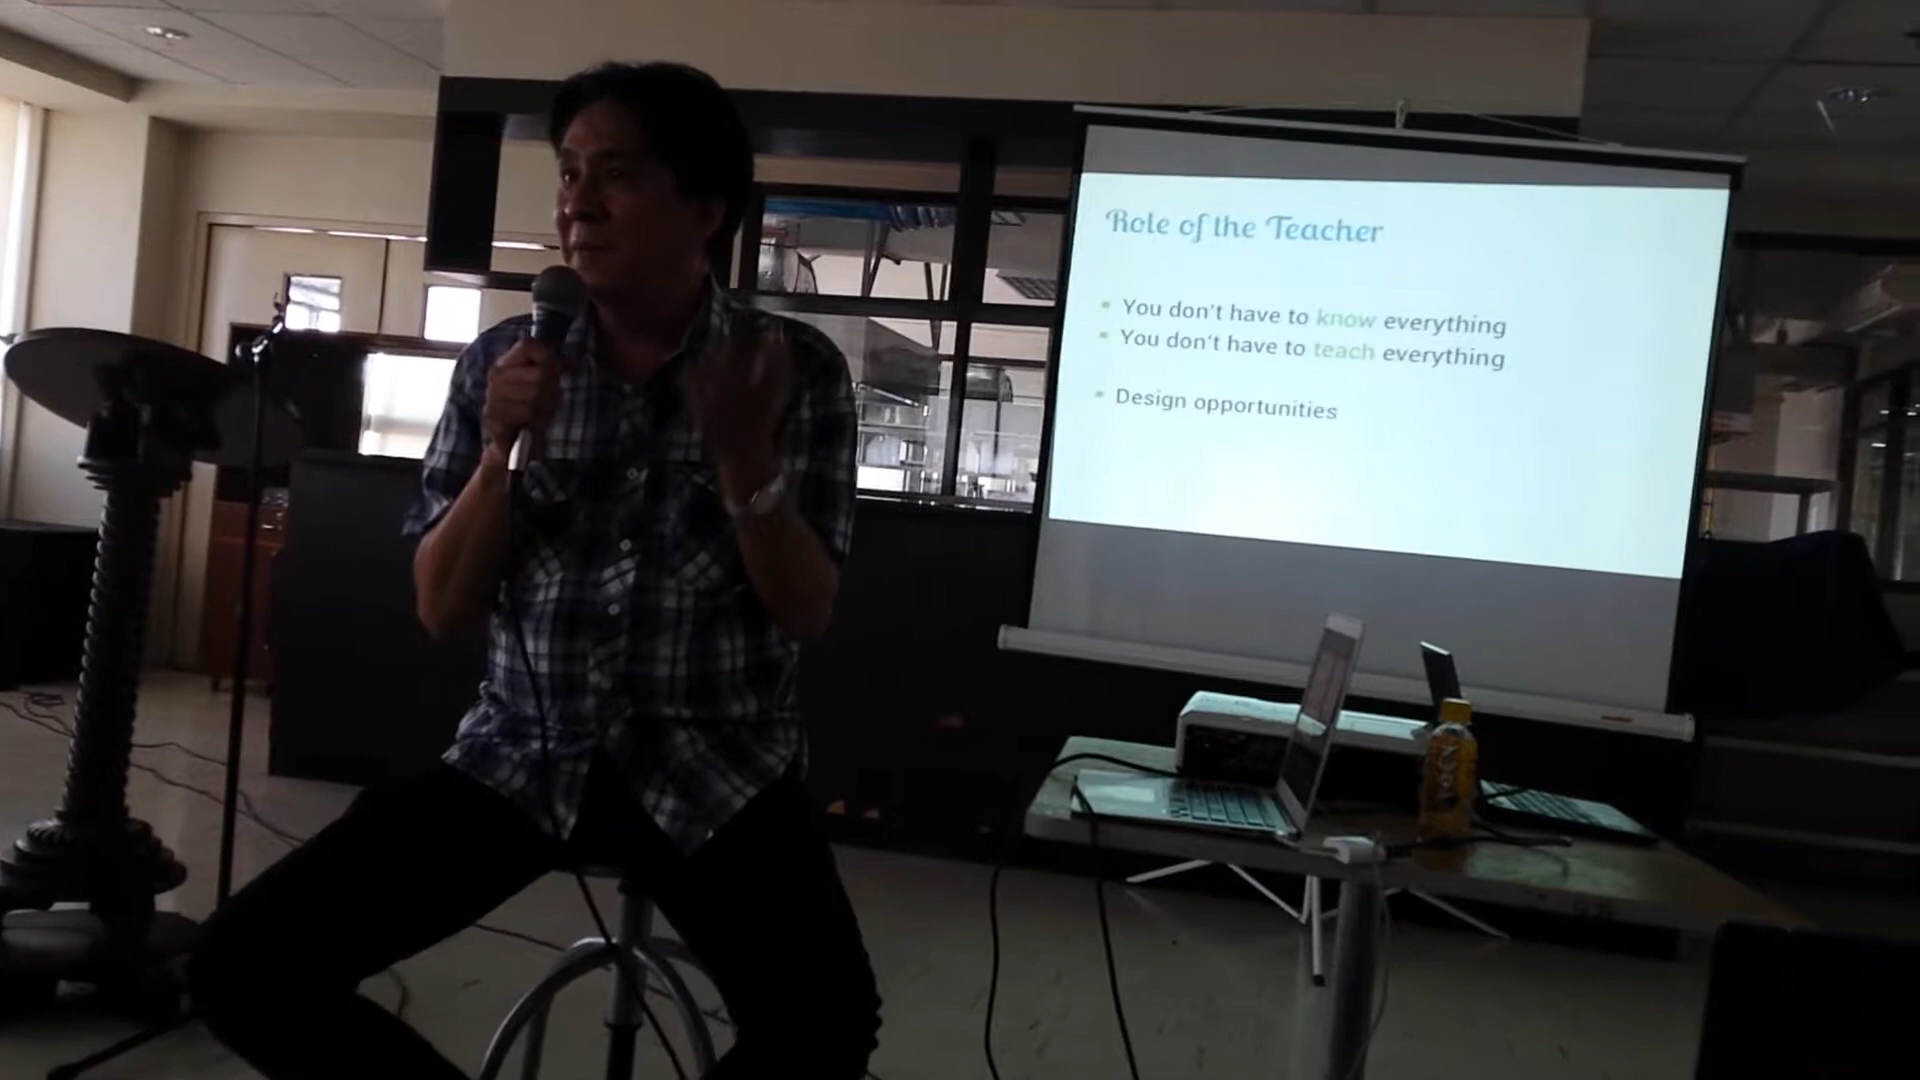 Role of the Teacher
You don't have to know everything
You don't have to teach everything
Design opportunities